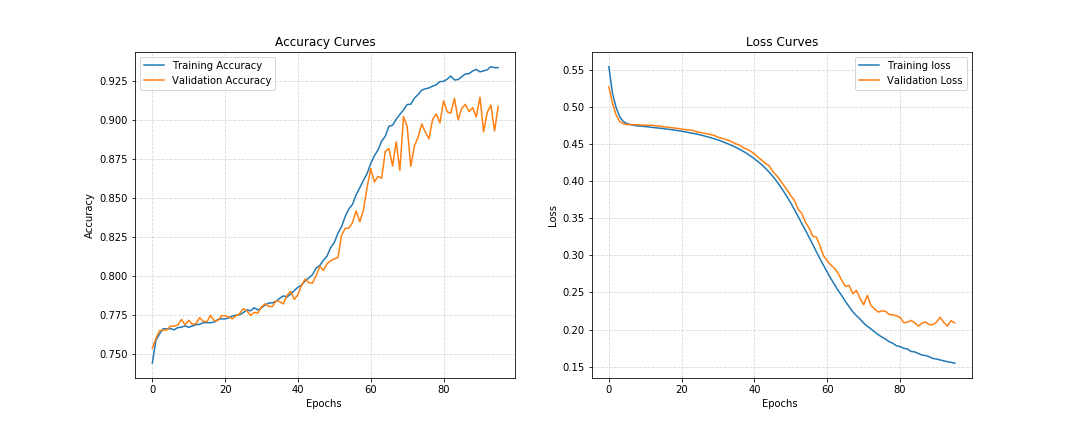 Accuracy Curves
Training Accuracy
Validation Accuracy
0.925
0.900
0.875
0.850
0.825
0.800
0.775
0.750
Accuracy
0 20 40 60 80
Epochs
Loss Curves
Training loss
Validation Loss
0.55
0.50
0.45
0.40
0.35
0.30
0.25
0.20
0.15
Loss
0 20 40 60 80
Epochs